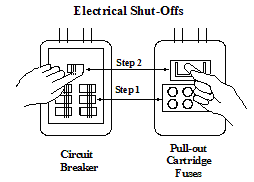 Electrical Shut-Offs
Step 2
Step 1
Circuit
Breaker
Pull-out
Cartridge
Fuses